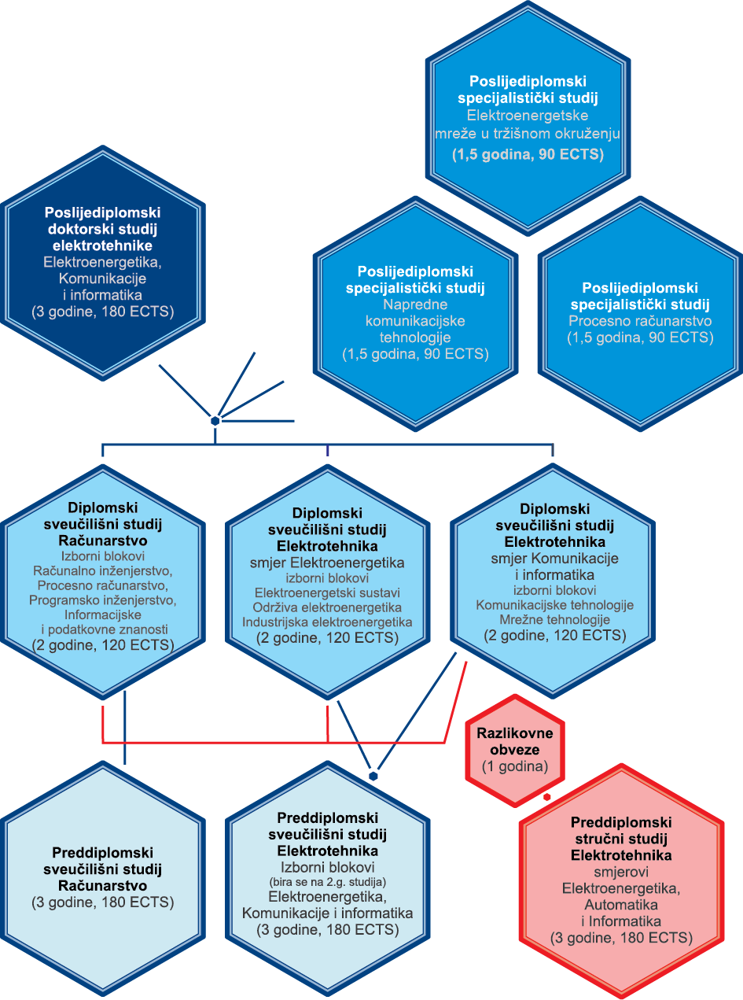 Poslijediplomski
specijalistički studij
Elektroenergetske
mreže u tržišnom okruženju
(1,5 godina, 90 ECTS)
Poslijediplomski
doktorski studij
elektrotehnike
Elektroenergetika,
Komunikacije
i informatika
(3 godine, 180 ECTS)
Poslijediplomski
specijalistički studij
Napredne
komunikacijske
tehnologije
(1,5 godina, 90 ECTS)
Poslijediplomski
specijalistički studij
Procesno računarstvo
(1,5 godina, 90 ECTS)
Diplomski
sveučilišni studij
Računarstvo
Izborni blokovi
Računalno inženjerstvo,
Procesno računarstvo,
Programsko inženjerstvo,
Informacijske
i podatkovne znanosti
(2 godine, 120 ECTS)
Diplomski
sveučilišni studij
Elektrotehnika
smjer Elektroenergetika
izborni blokovi
Elektroenergetski sustavi
Održiva elektroenergetika
Industrijska elektroenergetika
(2 godine, 120 ECTS)
Diplomski
sveučilišni studij
Elektrotehnika
smjer Komunikacije
i informatika
izborni blokovi
Komunikacijske tehnologije
Mrežne tehnologije
(2 godine, 120 ECTS)
Razlikovne
obveze
(1 godina)
Preddiplomski
sveučilišni studij
Računarstvo
(3 godine, 180 ECTS)
Preddiplomski
sveučilišni studij
Elektrotehnika
Izborni blokovi
(bira se na 2.g. studija)
Elektroenergetika,
Komunikacije i informatika
(3 godine, 180 ECTS)
Preddiplomski
stručni studij
Elektrotehnika
smjerovi
Elektroenergetika,
Automatika
i Informatika
(3 godine, 180 ECTS)